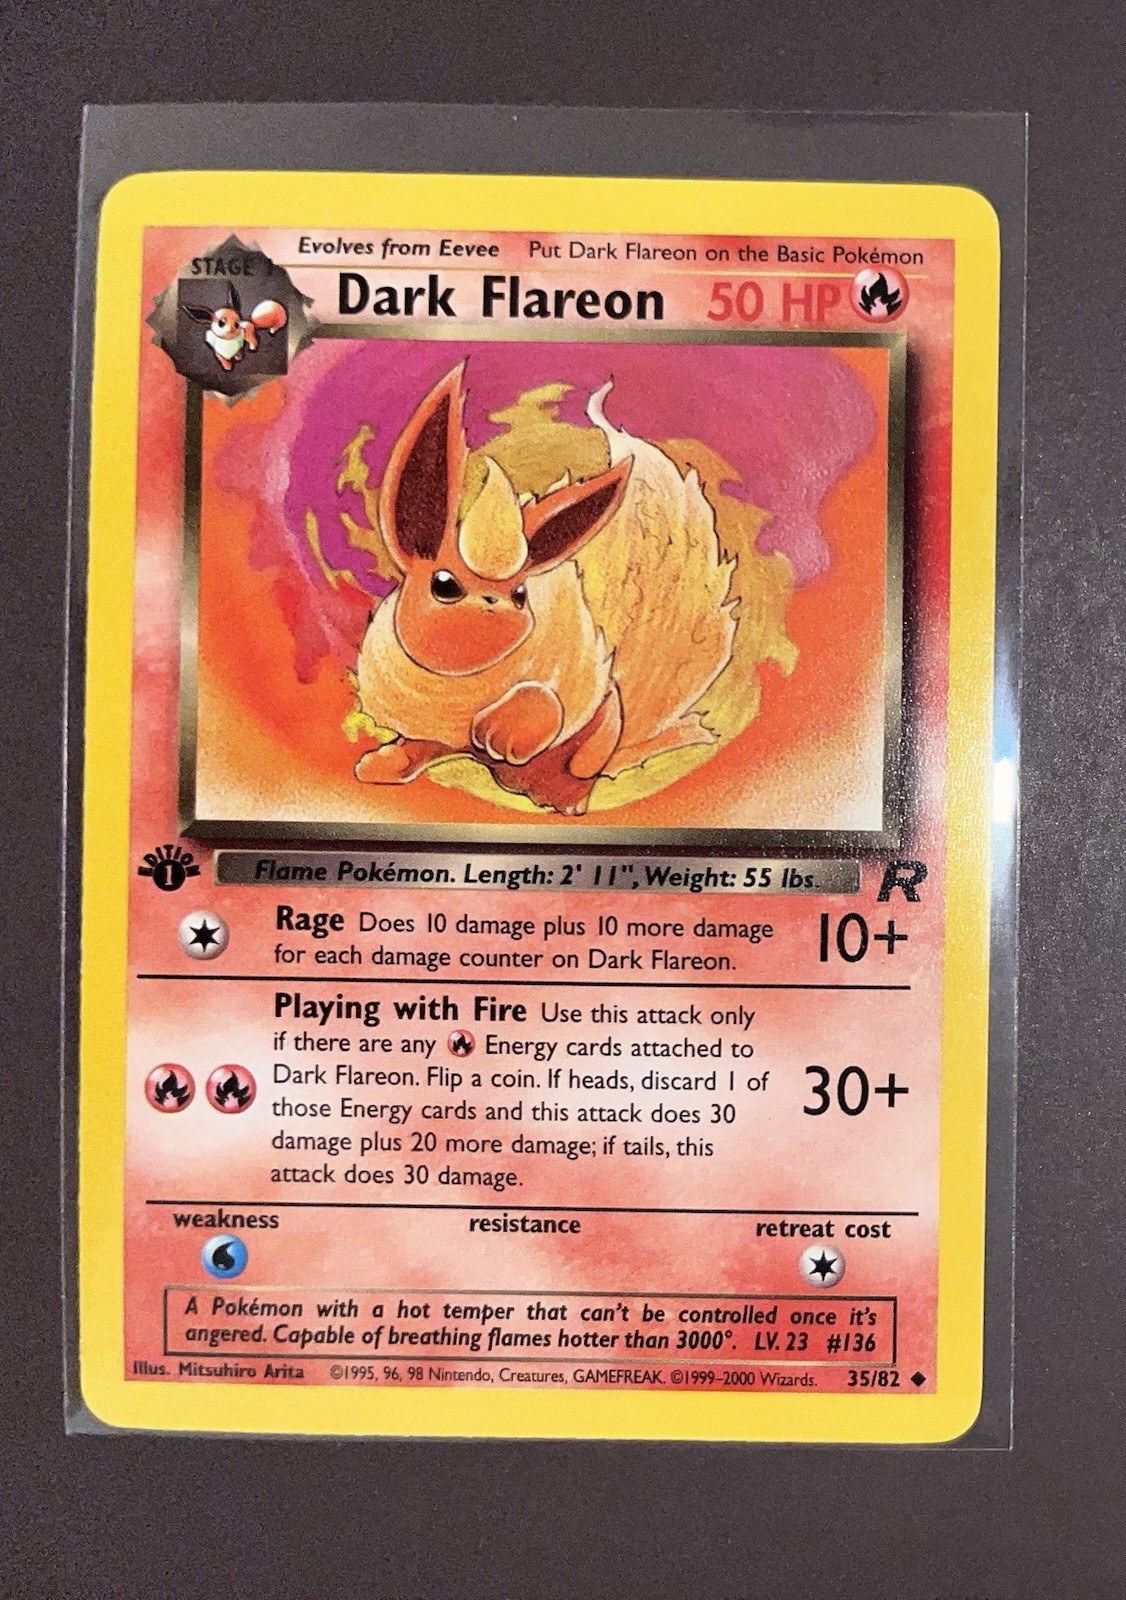 Evolves from Eevee Put Dark Flareon on the Basic Pokémon
STAGE 1
Dark Flareon 50 HP
EDITION
1
Flame Pokémon. Length: 2' 11", Weight: 55 lbs.
R
Rage Does 10 damage plus 10 more damage 10+
for each damage counter on Dark Flareon.
Playing with Fire Use this attack only
if there are any Energy cards attached to
Dark Flareon. Flip a coin. If heads, discard 1 of 30+
those Energy cards and this attack does 30
damage plus 20 more damage; if tails, this
attack does 30 damage.
weakness resistance retreat cost
A Pokémon with a hot temper that can't be controlled once it's
angered. Capable of breathing flames hotter than 3000°. LV. 23 #136
Illus. Mitsuhiro Arita ©1995, 96, 98 Nintendo, Creatures, GAMEFREAK. ©1999–2000 Wizards. 35/82